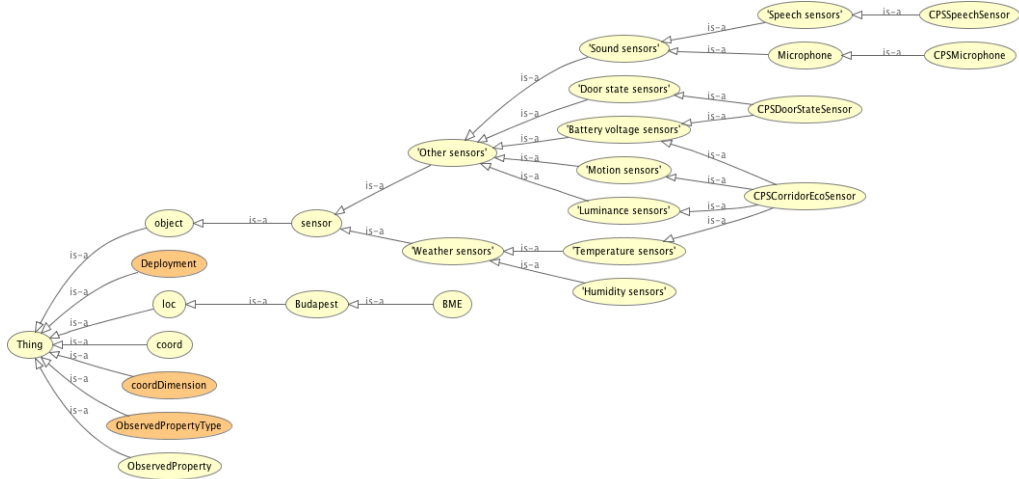 'Speech sensors'
is-a
CPSSpeechSensor
'Sound sensors'
is-a
is-a
Microphone
is-a
CPSMicrophone
is-a
'Door state sensors'
is-a
CPSDoorStateSensor
is-a
'Battery voltage sensors'
is-a
is-a
'Other sensors'
is-a
'Motion sensors'
is-a
is-a
is-a
CPSCorridorEcoSensor
is-a
'Luminance sensors'
is-a
is-a
object
is-a
sensor
is-a
'Weather sensors'
is-a
'Temperature sensors'
is-a
is-a
Deployment
is-a
'Humidity sensors'
loc
is-a
Budapest
is-a
BME
is-a
Thing
is-a
coord
is-a
coordDimension
is-a
ObservedPropertyType
is-a
ObservedProperty